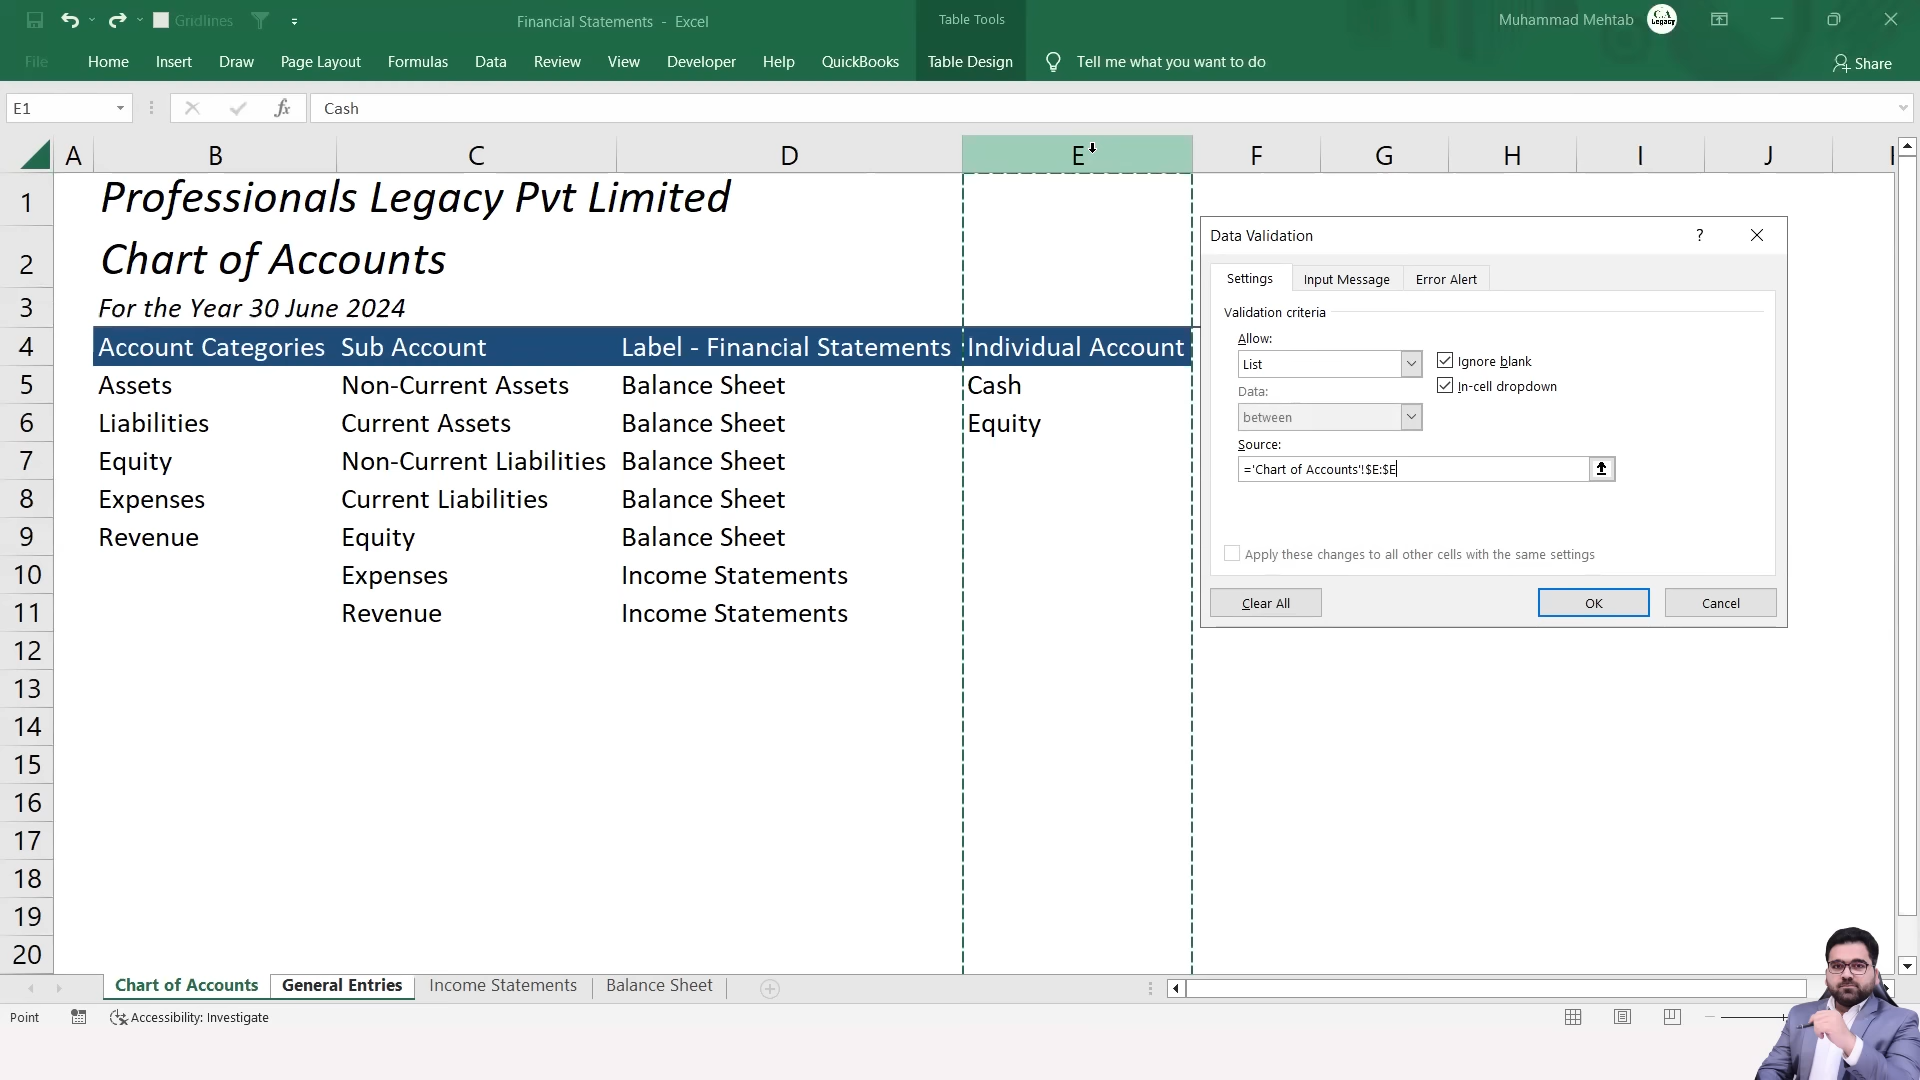 Gridlines
Financial Statements - Excel
Table Tools
Muhammad Mehtab
C.A
Legacy
File
Home
Insert
Draw
Page Layout
Formulas
Data
Review
View
Developer
Help
QuickBooks
Table Design
Tell me what you want to do
Share
E1
fx
Cash
A B C D E F G H I J
1 Professionals Legacy Pvt Limited
2 Chart of Accounts
3 For the Year 30 June 2024
4 Account Categories Sub Account Label - Financial Statements Individual Account
5 Assets Non-Current Assets Balance Sheet Cash
6 Liabilities Current Assets Balance Sheet Equity
7 Equity Non-Current Liabilities Balance Sheet
8 Expenses Current Liabilities Balance Sheet
9 Revenue Equity Balance Sheet
10 Expenses Income Statements
11 Revenue Income Statements
12
13
14
15
16
17
18
19
20
Data Validation ?
Settings Input Message Error Alert
Validation criteria
Allow:
List
Ignore blank
In-cell dropdown
Data:
between
Source:
='Chart of Accounts'!$E:$E
Apply these changes to all other cells with the same settings
Clear All OK Cancel
Chart of Accounts General Entries Income Statements Balance Sheet
Point
Accessibility: Investigate